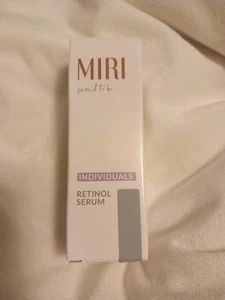 MIRI
proud to be
INDIVIDUALS
RETINOL
SERUM